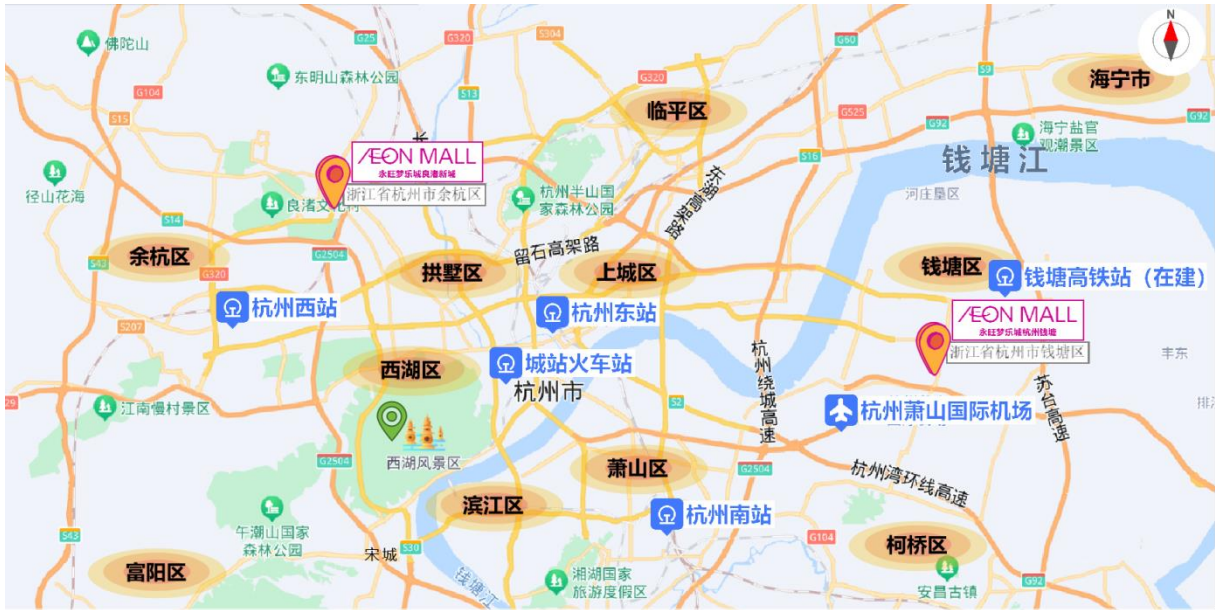 N
佛陀山
G25
G320
S304
G60
S9
海宁市
东明山森林公园
G104
S13
G320
临平区
G525
G92
G92
S15
海宁盐官
观潮景区
S16
钱塘江
ÆON MALL
永旺梦乐城良渚新城
浙江省杭州市余杭区
径山花海
东湖高架路
杭州半山国
家森林公园
河庄垦区
S14
留石高架路
余杭区
G2504
拱墅区
上城区
钱塘区
S43
G320
钱塘高铁站（在建）
杭州西站
杭州东站
ÆON MALL
永旺梦乐城杭州钱塘
浙江省杭州市钱塘区
S207
杭州绕城高速
丰东
西湖区
城站火车站
杭州市
苏台高速
江南慢村景区
S2
杭州萧山国际机场
西湖风景区
G2504
萧山区
G2504
杭州湾环线高速
滨江区
杭州南站
午潮山国家
森林公园
S43
宋城
S30
G104
柯桥区
富阳区
钱塘江
湘湖国家
旅游度假区
安昌古镇
G92